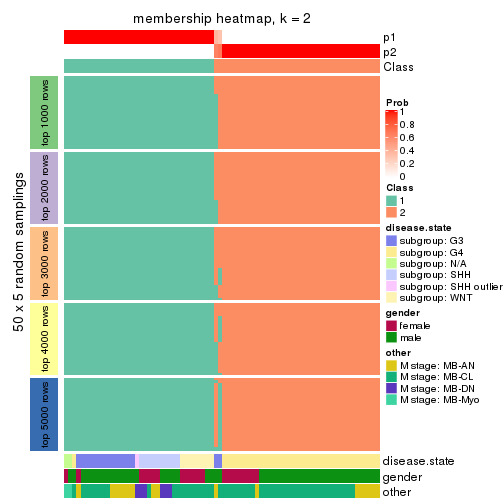 membership heatmap, k = 2
p1
p2
Class
50 x 5 random samplings
top 1000 rows
top 2000 rows
top 3000 rows
top 4000 rows
top 5000 rows
Prob
1
0.8
0.6
0.4
0.2
0
Class
1
2
disease.state
subgroup: G3
subgroup: G4
subgroup: N/A
subgroup: SHH
subgroup: SHH outlier
subgroup: WNT
gender
female
male
other
M stage: MB-AN
M stage: MB-CL
M stage: MB-DN
M stage: MB-Myo
disease.state
gender
other